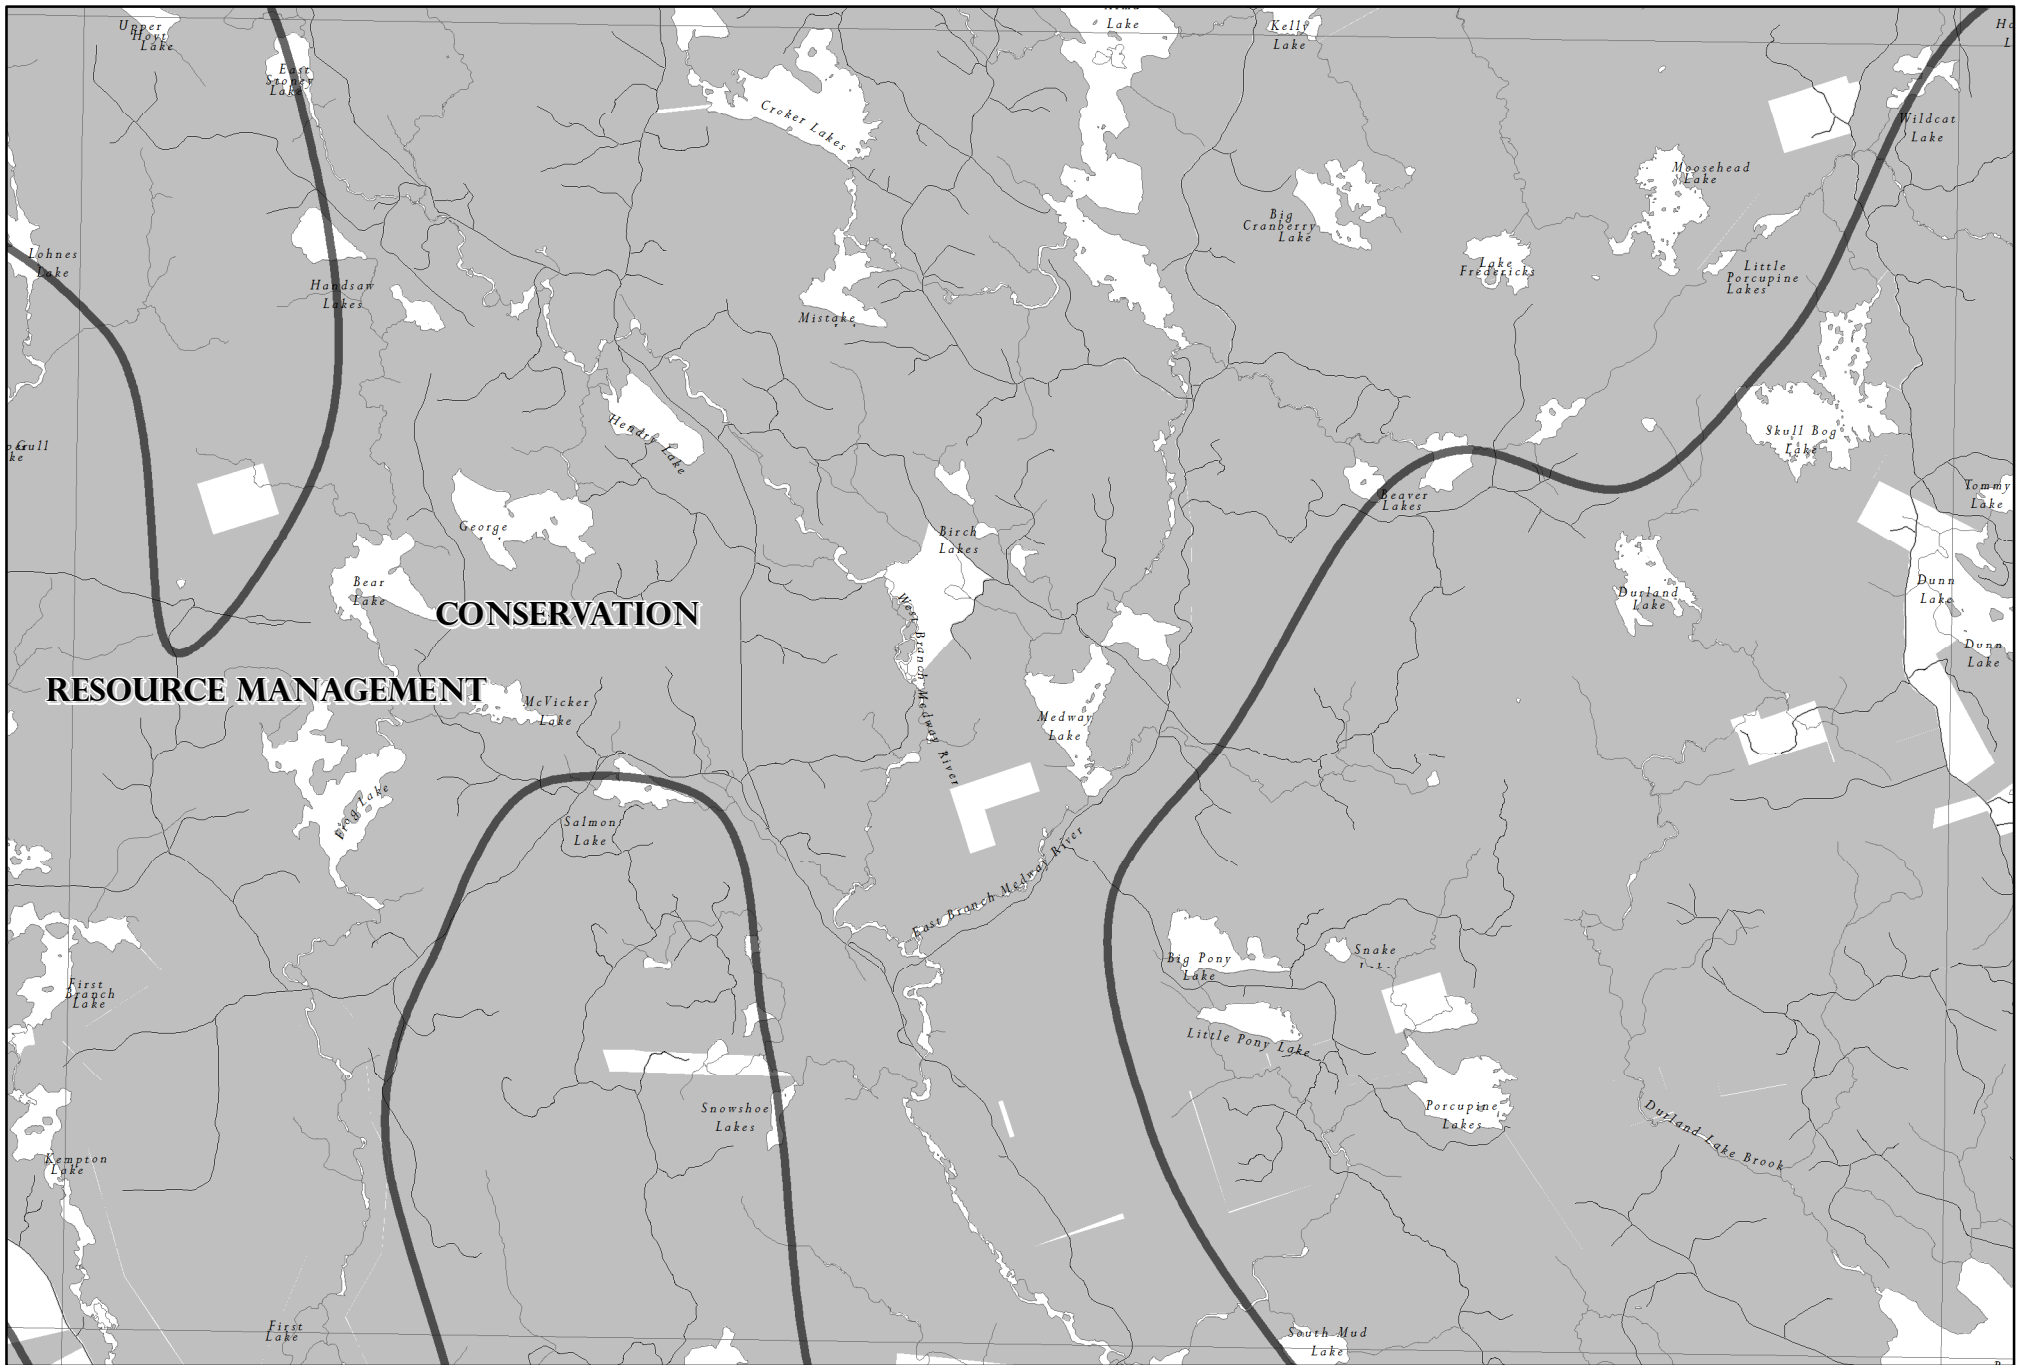 Upper
Hoyt
Lake
Lake
Kelly
Lake
East
Stoney
Lake
Croker Lakes
Wildcat
Lake
Moosehead
Lake
Big
Cranberry
Lake
Lohnes
Lake
Lake
Fredericks
Little
Porcupine
Lakes
Handsaw
Lakes
Mistake
Hendry Lake
Gull
Skull Bog
Lake
Beaver
Lakes
Tommy
Lake
George
Birch
Lakes
Bear
Lake
Dunn
Lake
Durland
Lake
CONSERVATION
West Branch Medway River
Dunn
Lake
RESOURCE MANAGEMENT
McVicker
Lake
Medway
Lake
Frog Lake
Salmon
Lake
East Branch Medway River
Big Pony
Lake
Snake
First
Branch
Lake
Little Pony Lake
Snowshoe
Lakes
Porcupine
Lakes
Durland Lake Brook
Kempton
Lake
First
Lake
South Mud
Lake